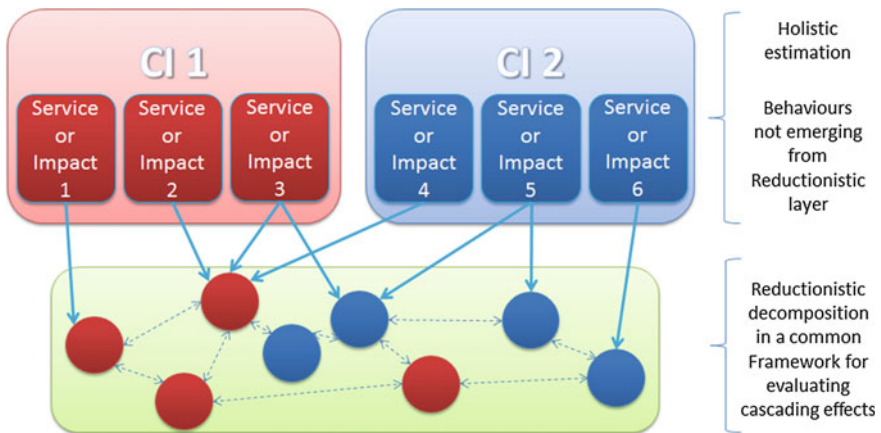 CI 1
CI 2
Service
or
Impact
1
Service
or
Impact
2
Service
or
Impact
3
Service
or
Impact
4
Service
or
Impact
5
Service
or
Impact
6
Holistic
estimation
Behaviours
not emerging
from
Reductionistic
layer
Reductionistic
decomposition
in a common
Framework for
evaluating
cascading effects